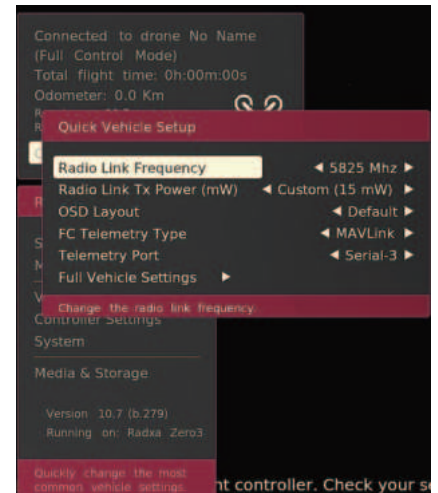 Connected to drone No Name
(Full Control Mode)
Total flight time: 0h:00m:00s
Odometer: 0.0 Km
Quick Vehicle Setup
Radio Link Frequency ◀ 5825 Mhz ▶
Radio Link Tx Power (mW) ◀ Custom (15 mW) ▶
OSD Layout ◀ Default ▶
FC Telemetry Type ◀ MAVLink ▶
Telemetry Port ◀ Serial-3 ▶
Full Vehicle Settings ▶
Change the radio link frequency.
Controller Settings
System
Media & Storage
Version 10.7 (b.279)
Running on: Radxa Zero3
Quickly change the most
common vehicle settings.
nt controller. Check your se